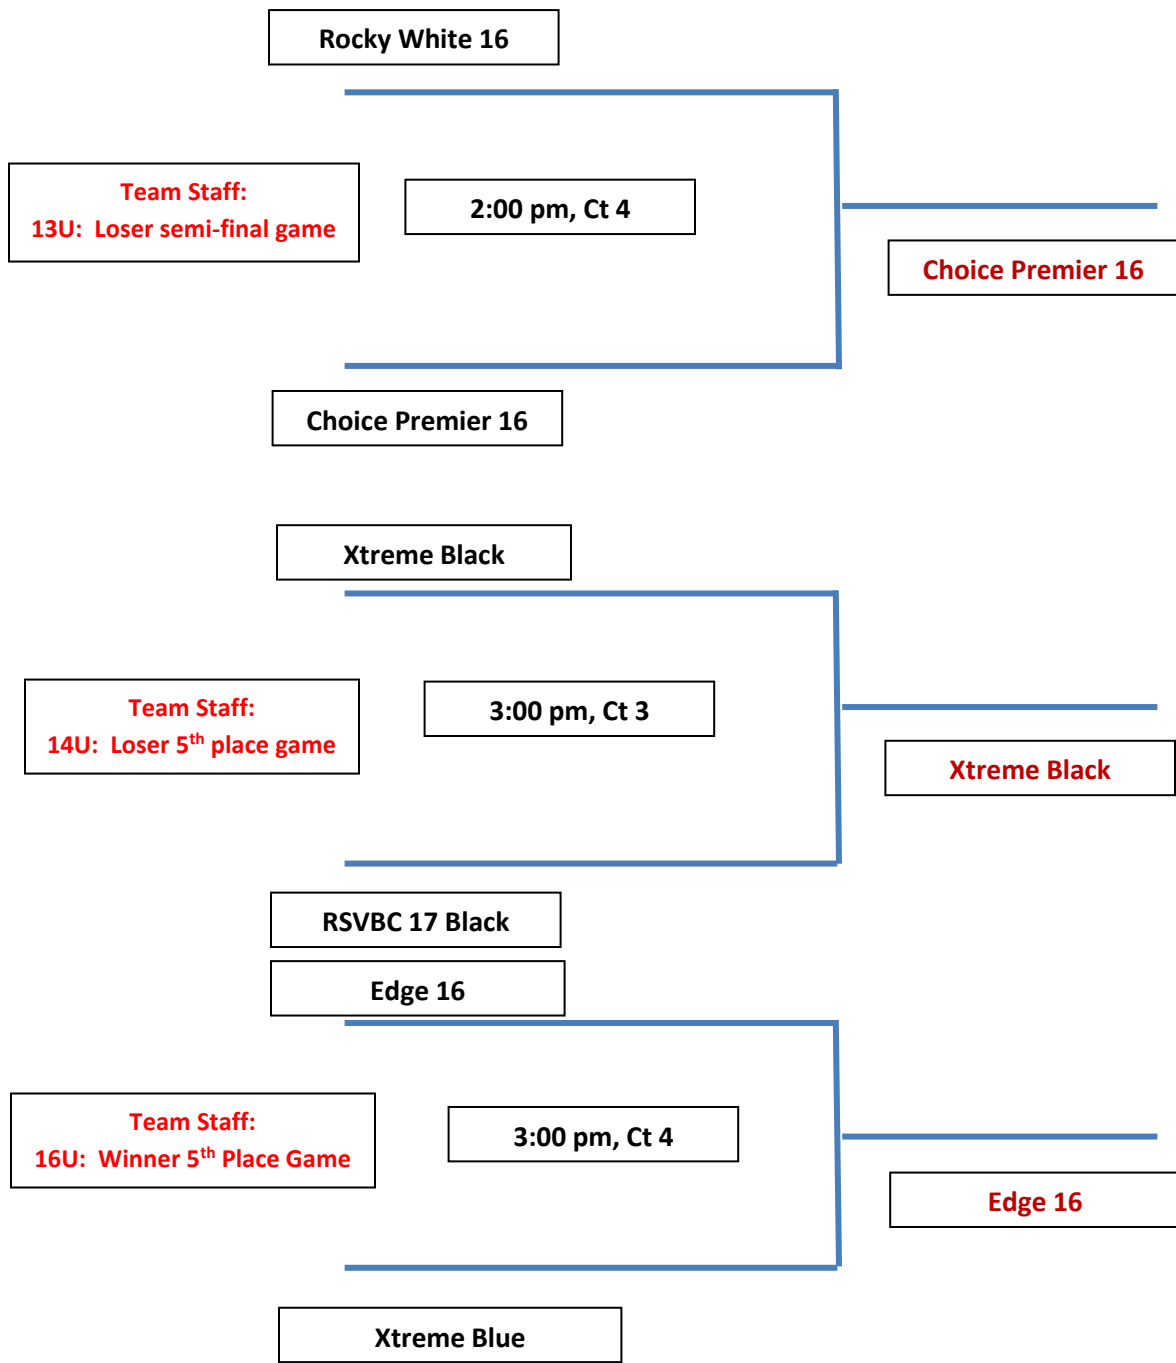 Rocky White 16
Team Staff:
13U:  Loser semi-final game
2:00 pm, Ct 4
Choice Premier 16
Choice Premier 16
Xtreme Black
Team Staff:
14U:  Loser 5th place game
3:00 pm, Ct 3
Xtreme Black
RSVBC 17 Black
Edge 16
Team Staff:
16U:  Winner 5th Place Game
3:00 pm, Ct 4
Edge 16
Xtreme Blue